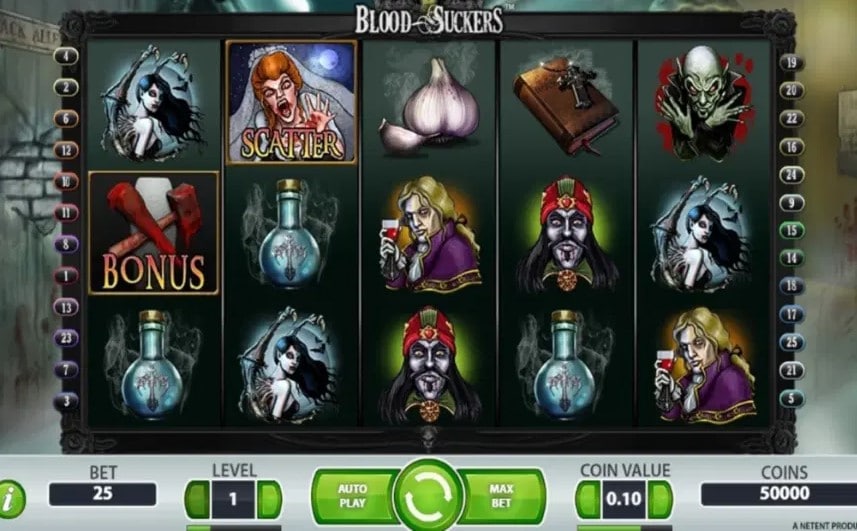 BLOOD SUCKERS™
4
19
2
20
6
22
12
16
10
24
11
9
8
15
1
14
13
18
23
17
7
25
3
21
5
SCATTER
BONUS
BET
25
LEVEL
1
AUTO PLAY
MAX BET
COIN VALUE
0.10
COINS
50000
i
A NETENT PRODU